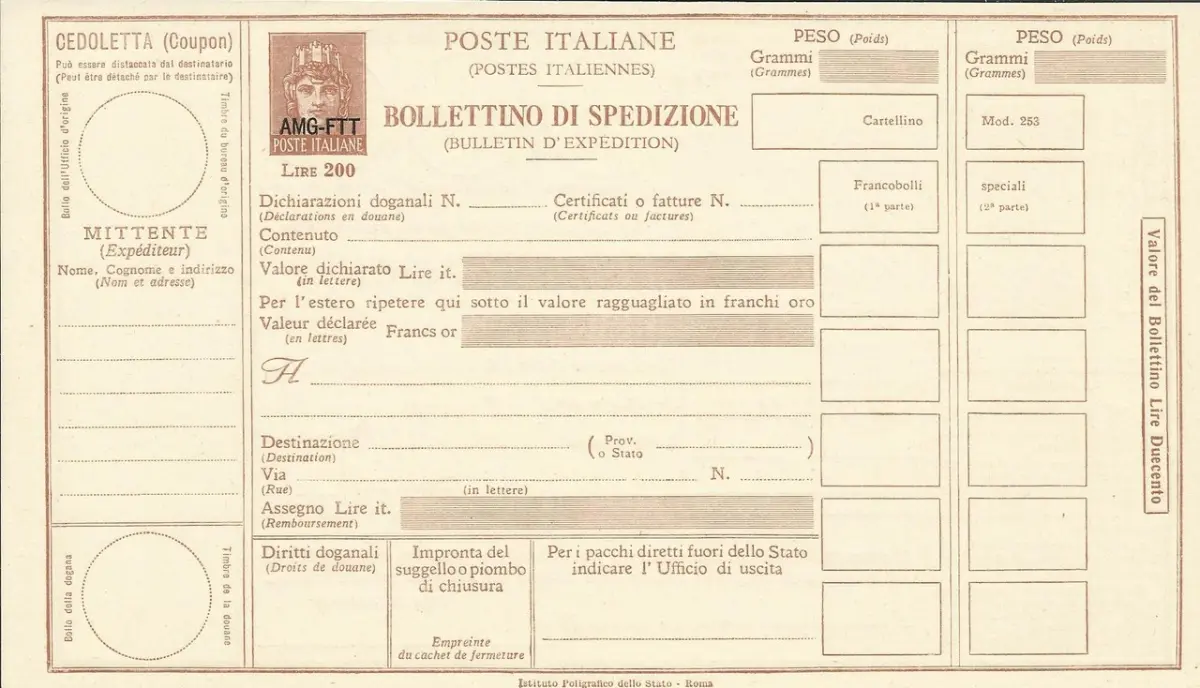 CEDOLETTA (Coupon)
Può essere distaccata dal destinatario
(Peut être détaché par le destinataire)
Bollo dell'Ufficio d'origine
Timbre du bureau d'origine
MITTENTE
(Expéditeur)
Nome, Cognome e indirizzo
(Nom et adresse)
Bollo della dogana
Timbre de la douane
AMG-FTT
POSTE ITALIANE
LIRE 200
POSTE ITALIANE
(POSTES ITALIENNES)
BOLLETTINO DI SPEDIZIONE
(BULLETIN D'EXPÉDITION)
Dichiarazioni doganali N. Certificati o fatture N.
(Déclarations en douane) (Certificats ou factures)
Contenuto
(Contenu)
Valore dichiarato Lire it.
(in lettere)
Per l'estero ripetere qui sotto il valore ragguagliato in franchi oro
Valeur déclarée Francs or
(en lettres)
A
Destinazione (Prov. o Stato)
(Destination)
Via N.
(Rue) (in lettere)
Assegno Lire it.
(Remboursement)
Diritti doganali
(Droits de douane)
Impronta del
suggello o piombo
di chiusura
Empreinte
du cachet de fermeture
Per i pacchi diretti fuori dello Stato
indicare l'Ufficio di uscita
PESO (Poids)
Grammi
(Grammes)
Cartellino
Francobolli
(1ª parte)
PESO (Poids)
Grammi
(Grammes)
Mod. 253
speciali
(2ª parte)
Valore del Bollettino Lire Duecento
Istituto Poligrafico dello Stato - Roma